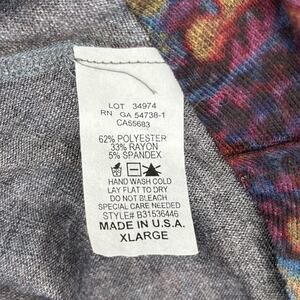 LOT 34974
RN GA 54738-1
CA55683
62% POLYESTER
33% RAYON
5% SPANDEX
HAND WASH COLD
LAY FLAT TO DRY
DO NOT BLEACH
SPECIAL CARE NEEDED
STYLE# B31536446
MADE IN U.S.A.
XLARGE